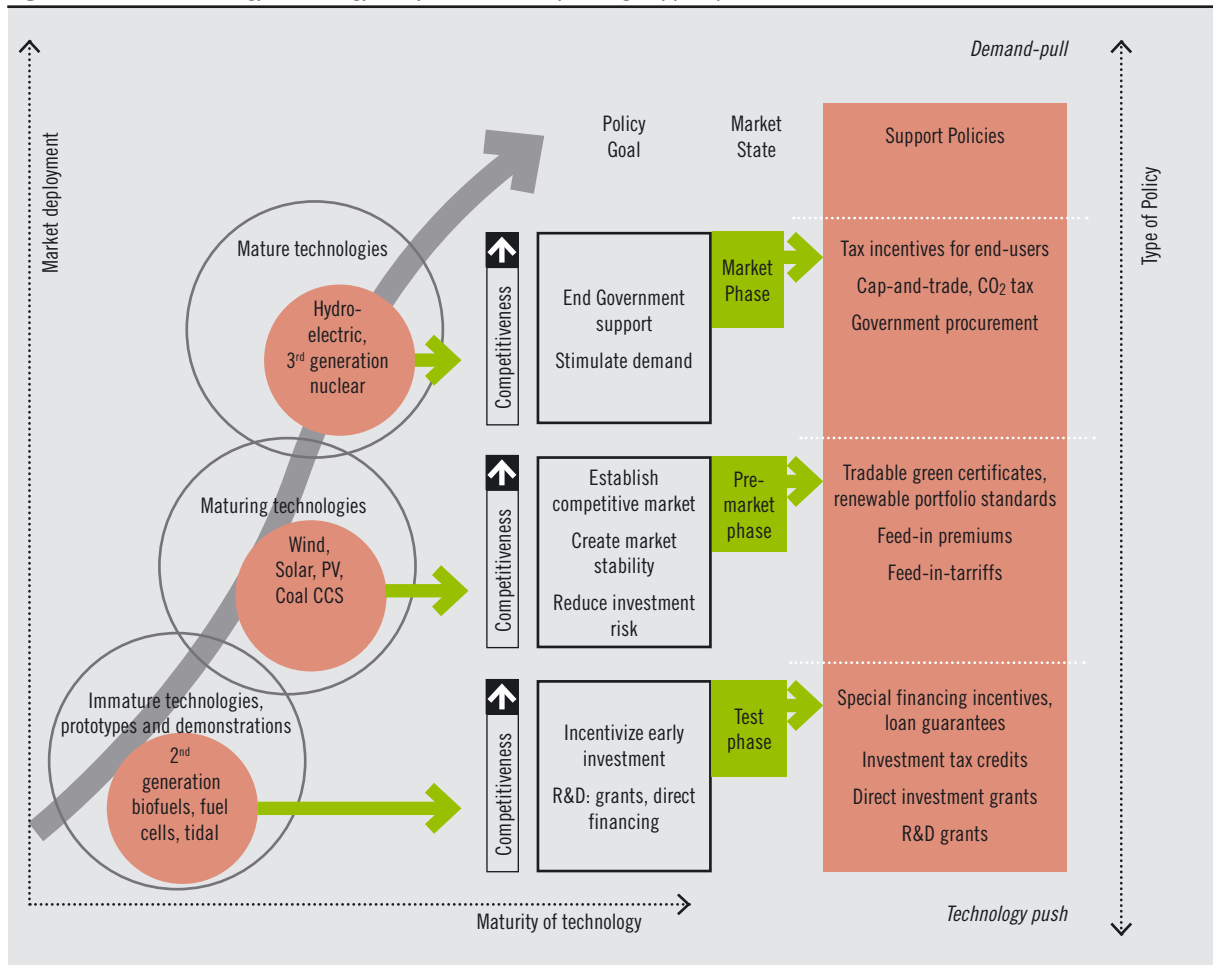 Demand-pull
Market deployment
Policy
Goal
Market
State
Support Policies
Type of Policy
Mature technologies
Hydro-
electric,
3rd generation
nuclear
Competitiveness
End Government
support
Stimulate demand
Market
Phase
Tax incentives for end-users
Cap-and-trade, CO2 tax
Government procurement
Maturing technologies
Wind,
Solar, PV,
Coal CCS
Competitiveness
Establish
competitive market
Create market
stability
Reduce investment
risk
Pre-
market
phase
Tradable green certificates,
renewable portfolio standards
Feed-in premiums
Feed-in-tarriffs
Immature technologies,
prototypes and demonstrations
2nd
generation
biofuels, fuel
cells, tidal
Competitiveness
Incentivize early
investment
R&D: grants, direct
financing
Test
phase
Special financing incentives,
loan guarantees
Investment tax credits
Direct investment grants
R&D grants
Maturity of technology
Technology push